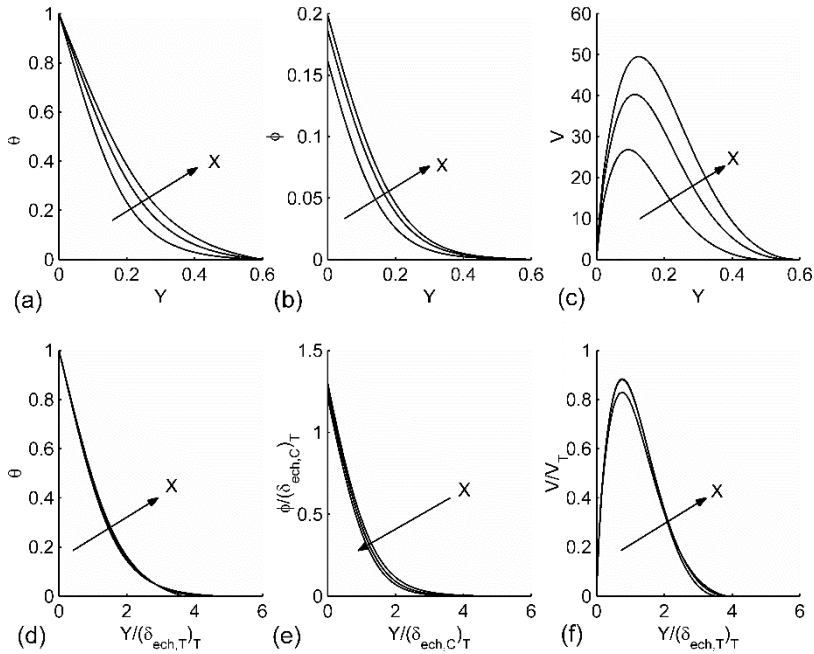 1
0.8
0.6
0.4
0.2
0
θ
X
0 0.2 0.4 0.6
(a) Y
0.2
0.15
0.1
0.05
0
ϕ
X
0 0.2 0.4 0.6
(b) Y
60
50
40
30
20
10
0
V
X
0 0.2 0.4 0.6
(c) Y
1
0.8
0.6
0.4
0.2
0
θ
X
0 2 4 6
(d) Y/(δech,T)T
1.5
1
0.5
0
ϕ/(δech,C)T
X
0 2 4 6
(e) Y/(δech,C)T
1
0.8
0.6
0.4
0.2
0
V/VT
X
0 2 4 6
(f) Y/(δech,T)T